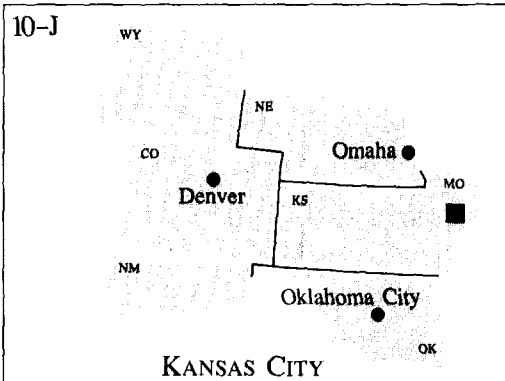 10-J
WY
NE
CO
Omaha
Denver
MO
KS
NM
Oklahoma City
OK
KANSAS CITY